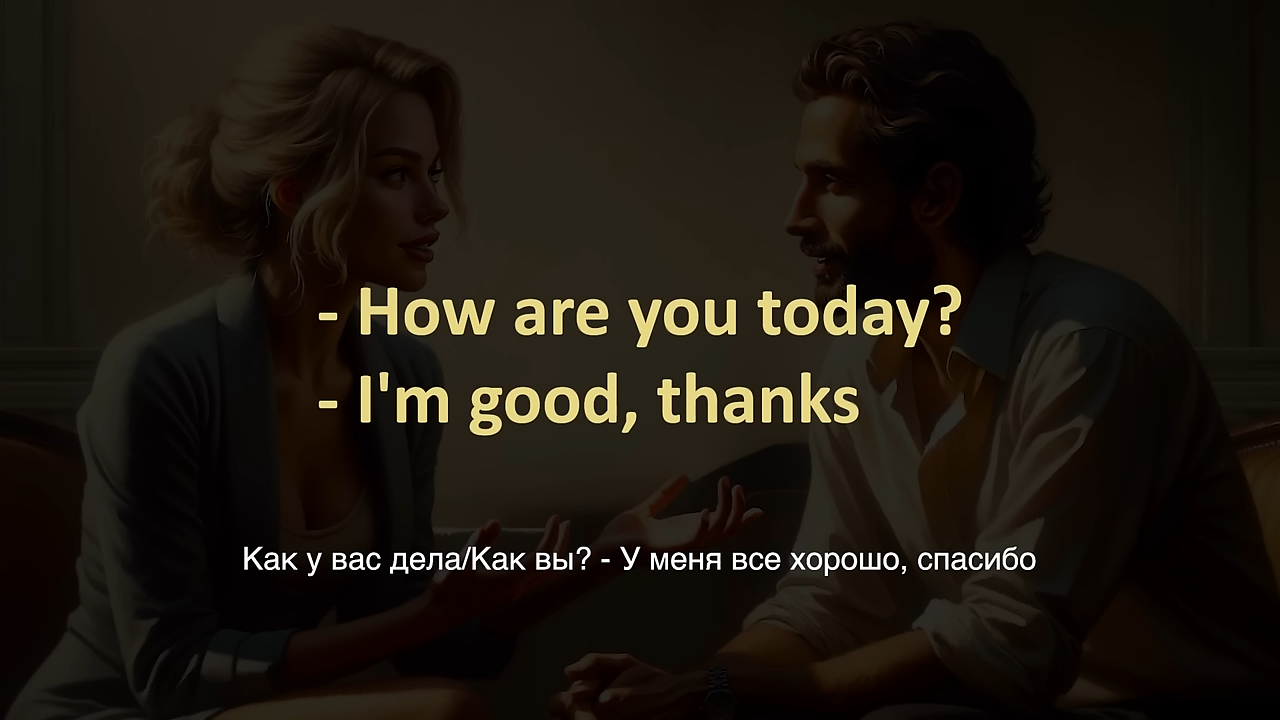 - How are you today?
- I'm good, thanks
Как у вас дела/Как вы? - У меня все хорошо, спасибо